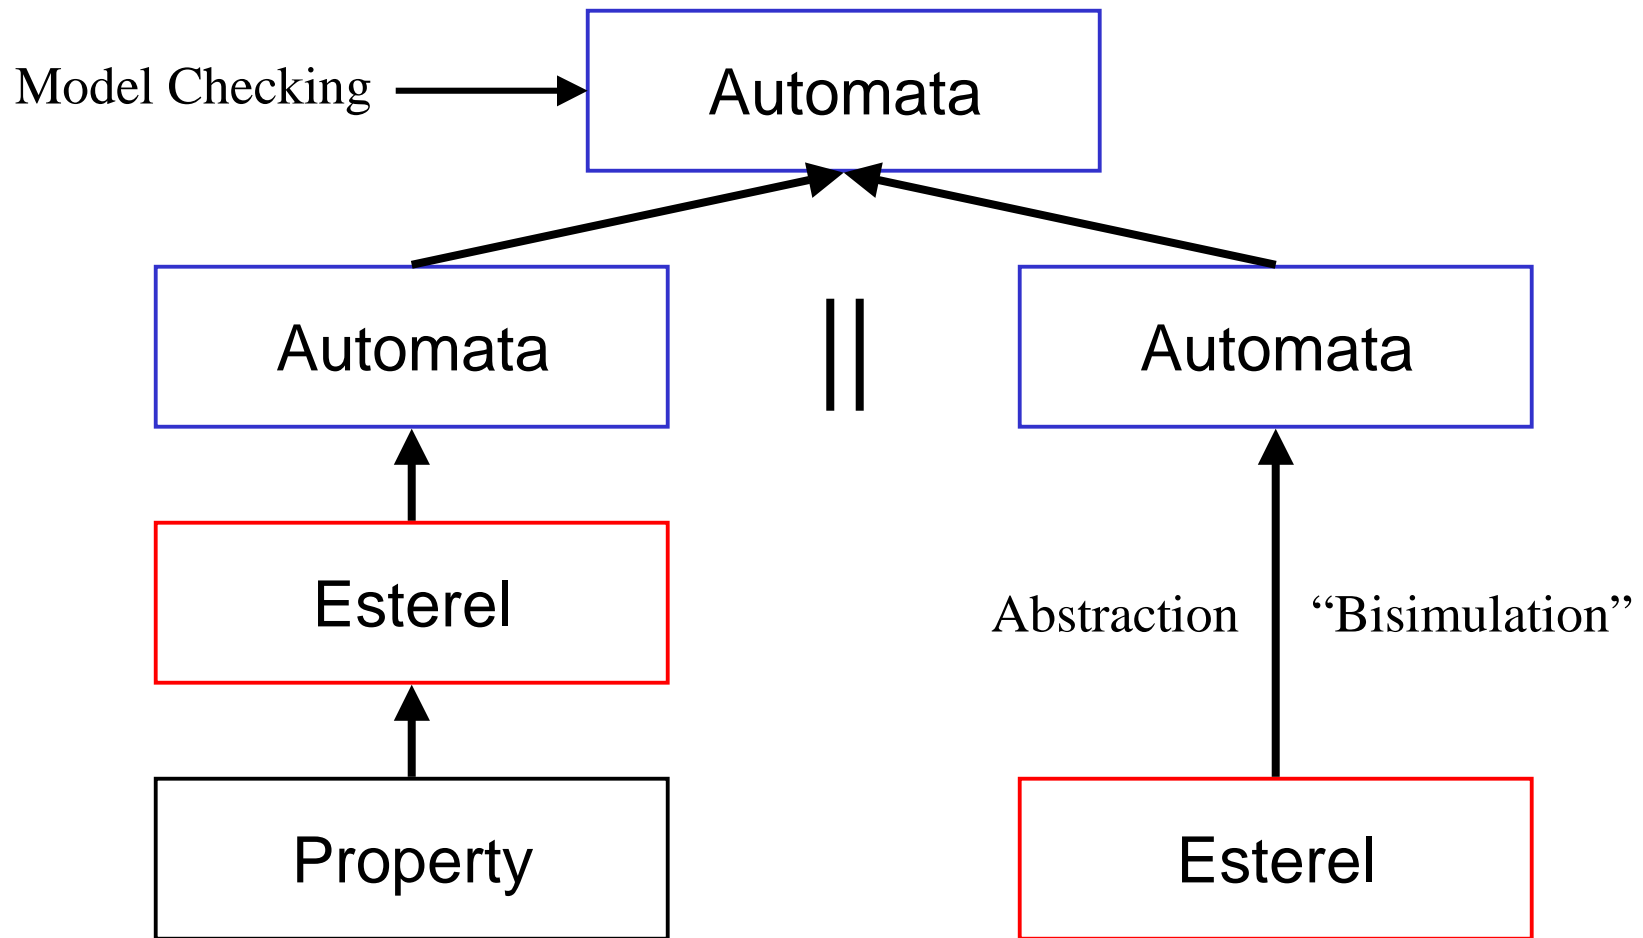 Model Checking
Automata
Automata
||
Automata
Esterel
Abstraction
“Bisimulation”
Property
Esterel